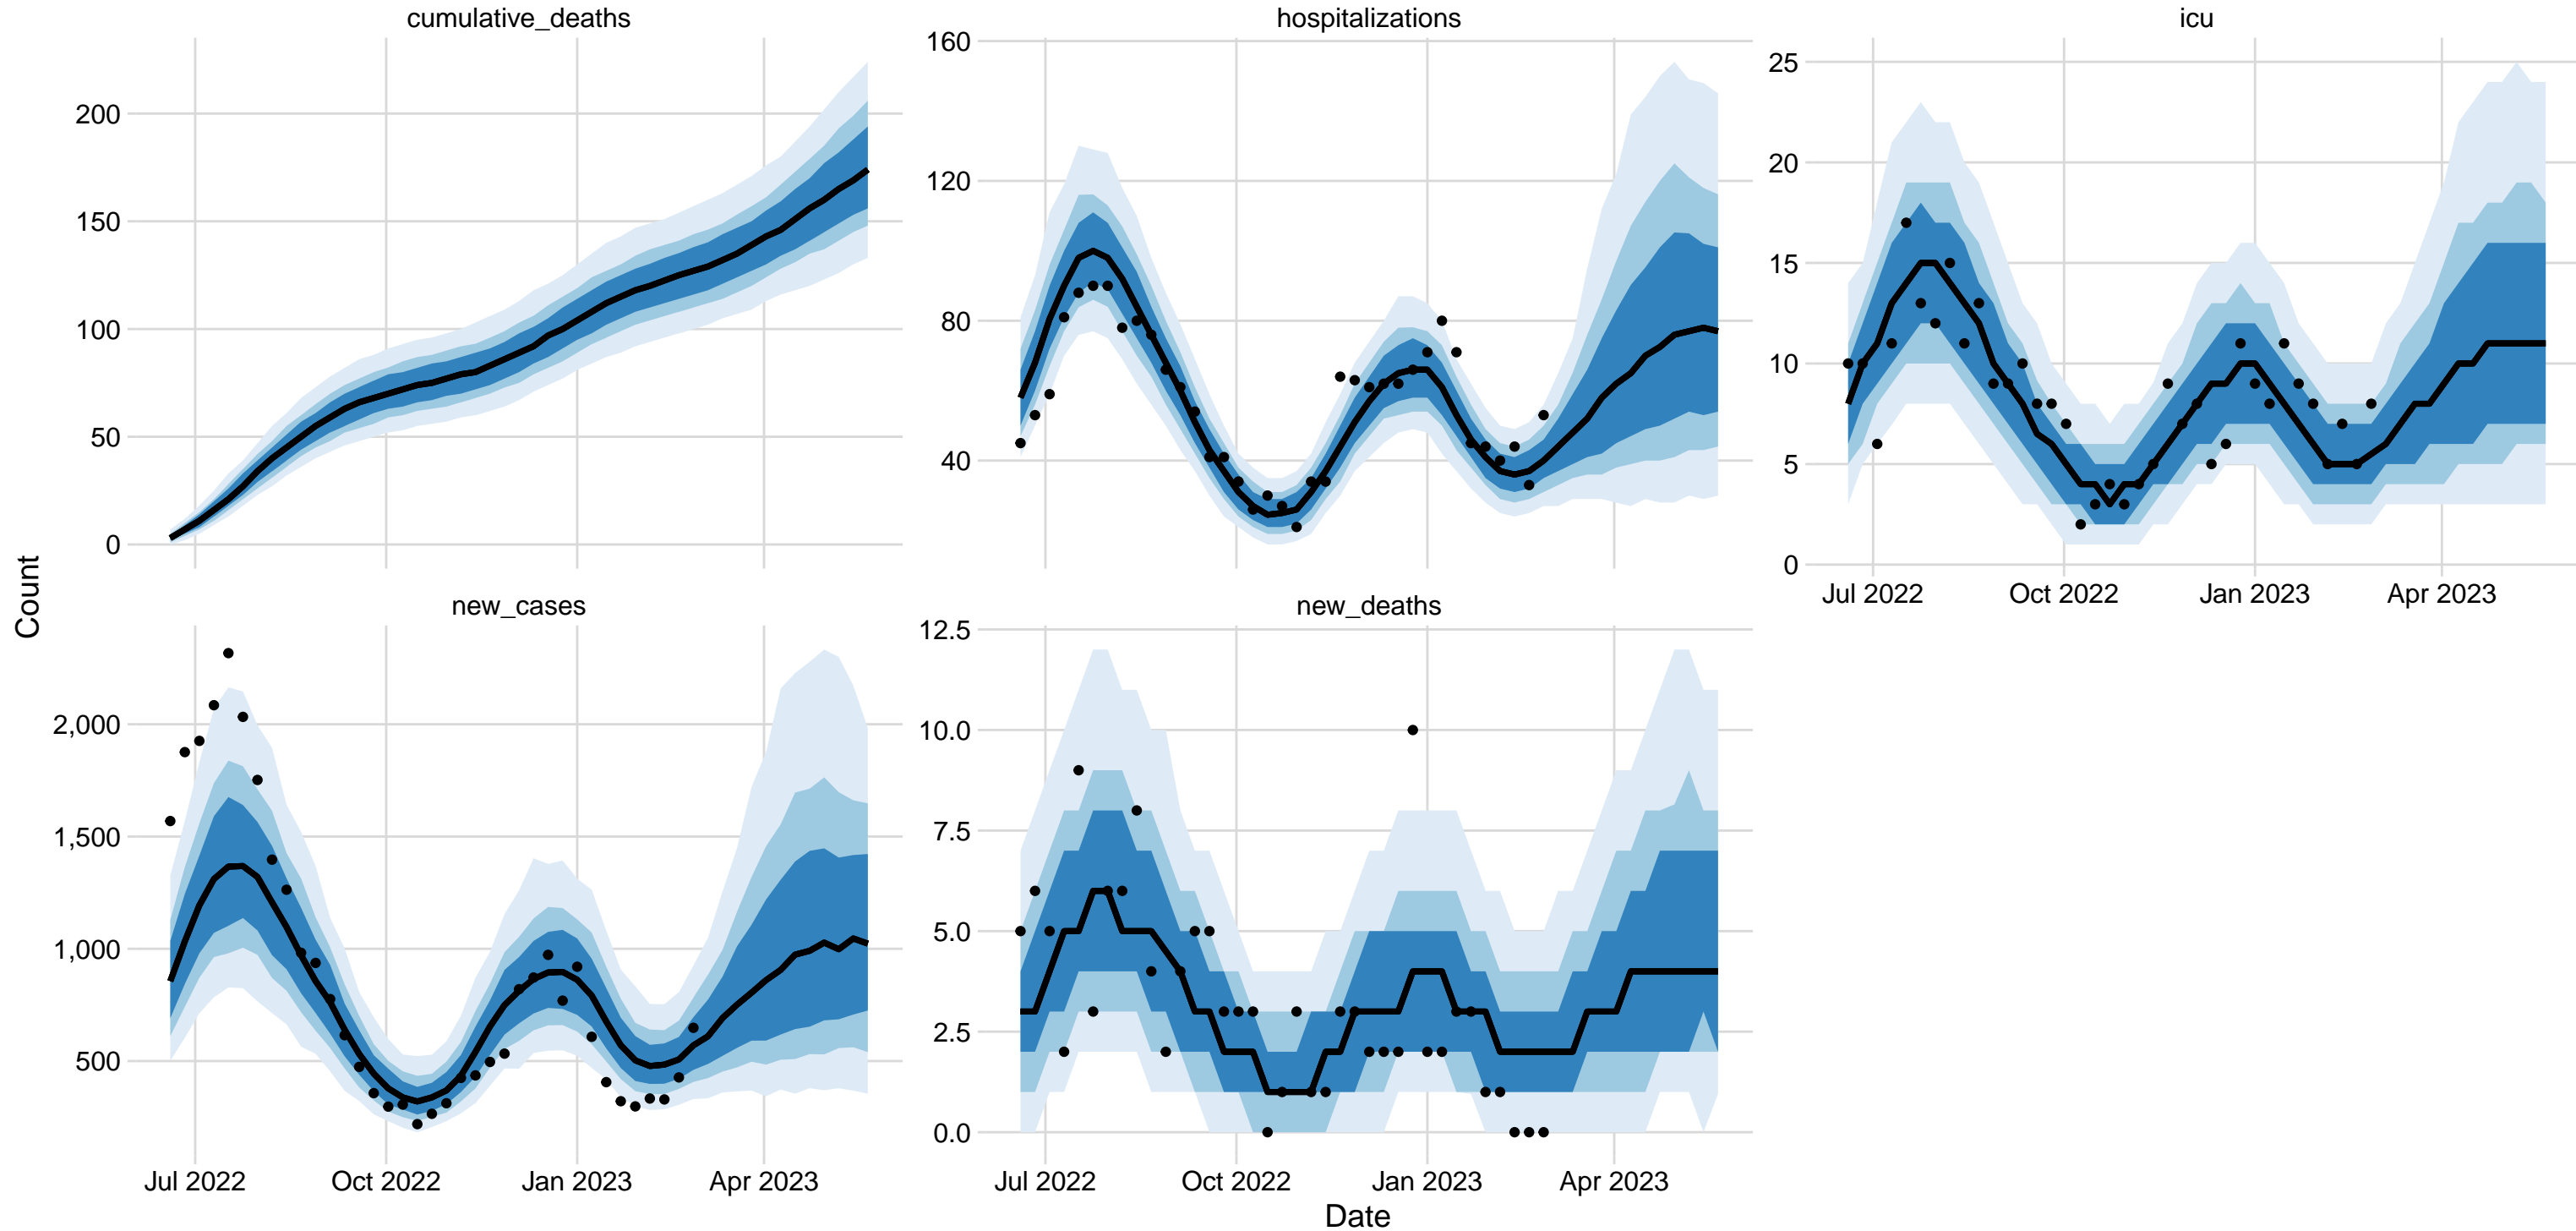 cumulative_deaths
hospitalizations
icu
200
150
100
50
0
160
120
80
40
25
20
15
10
5
0
Jul 2022
Oct 2022
Jan 2023
Apr 2023
Count
new_cases
new_deaths
2,000
1,500
1,000
500
12.5
10.0
7.5
5.0
2.5
0.0
Jul 2022
Oct 2022
Jan 2023
Apr 2023
Jul 2022
Oct 2022
Jan 2023
Apr 2023
Date